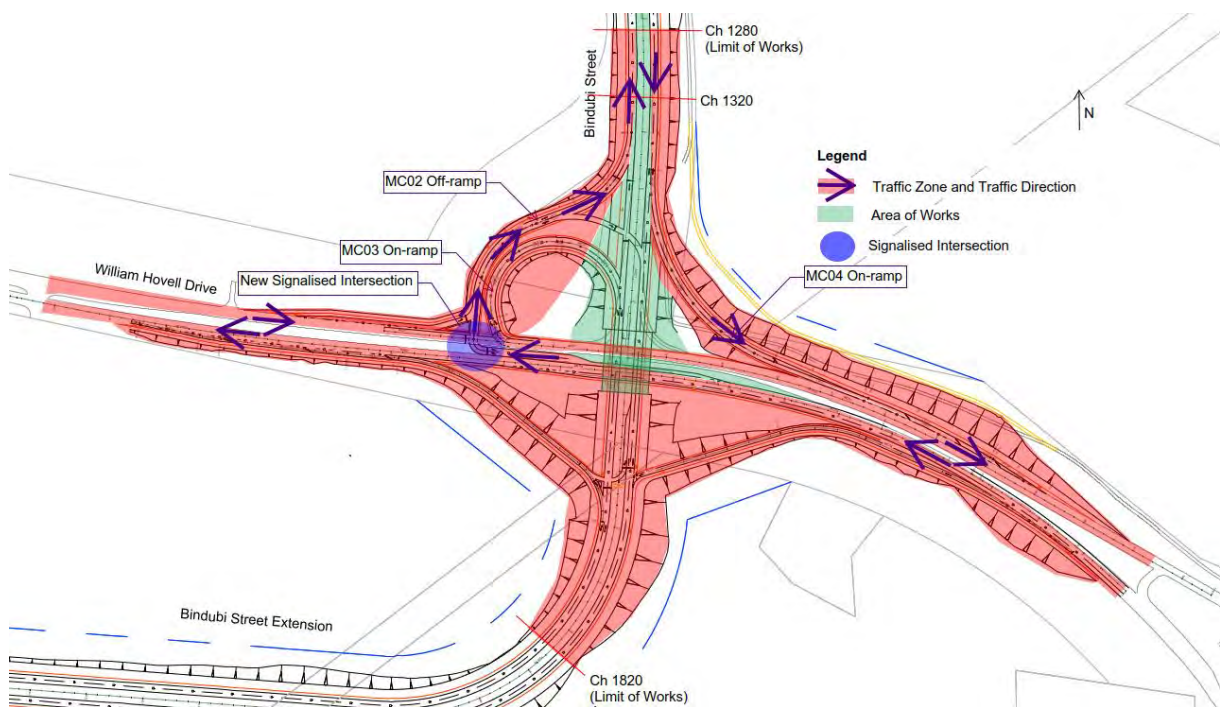 Ch 1280
(Limit of Works)
Bindubi Street
Ch 1320
N
Legend
Traffic Zone and Traffic Direction
Area of Works
Signalised Intersection
MC02 Off-ramp
MC03 On-ramp
MC04 On-ramp
William Hovell Drive
New Signalised Intersection
Bindubi Street Extension
Ch 1820
(Limit of Works)